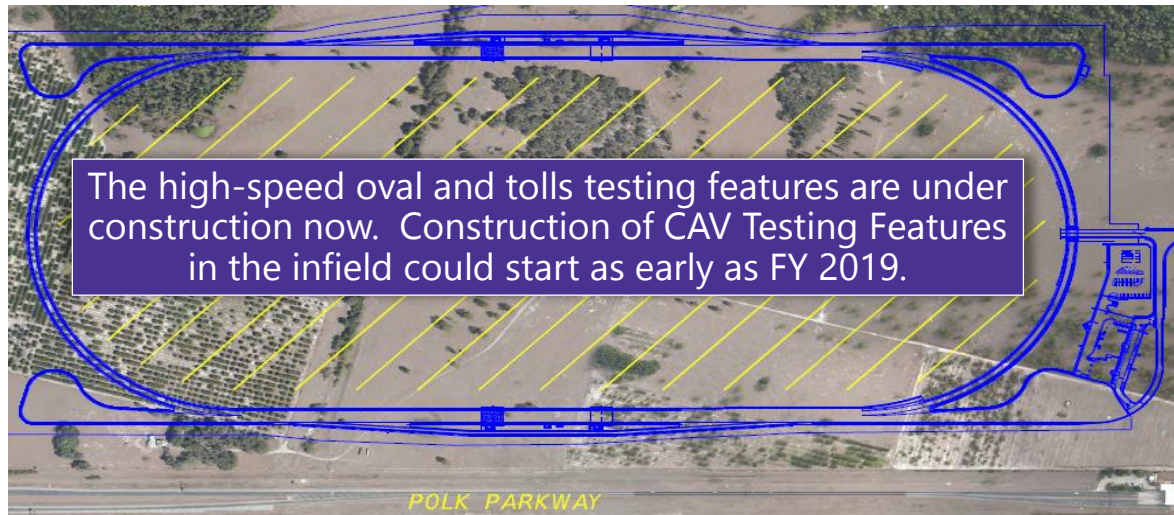 The high-speed oval and tolls testing features are under
construction now.  Construction of CAV Testing Features
in the infield could start as early as FY 2019.
POLK PARKWAY